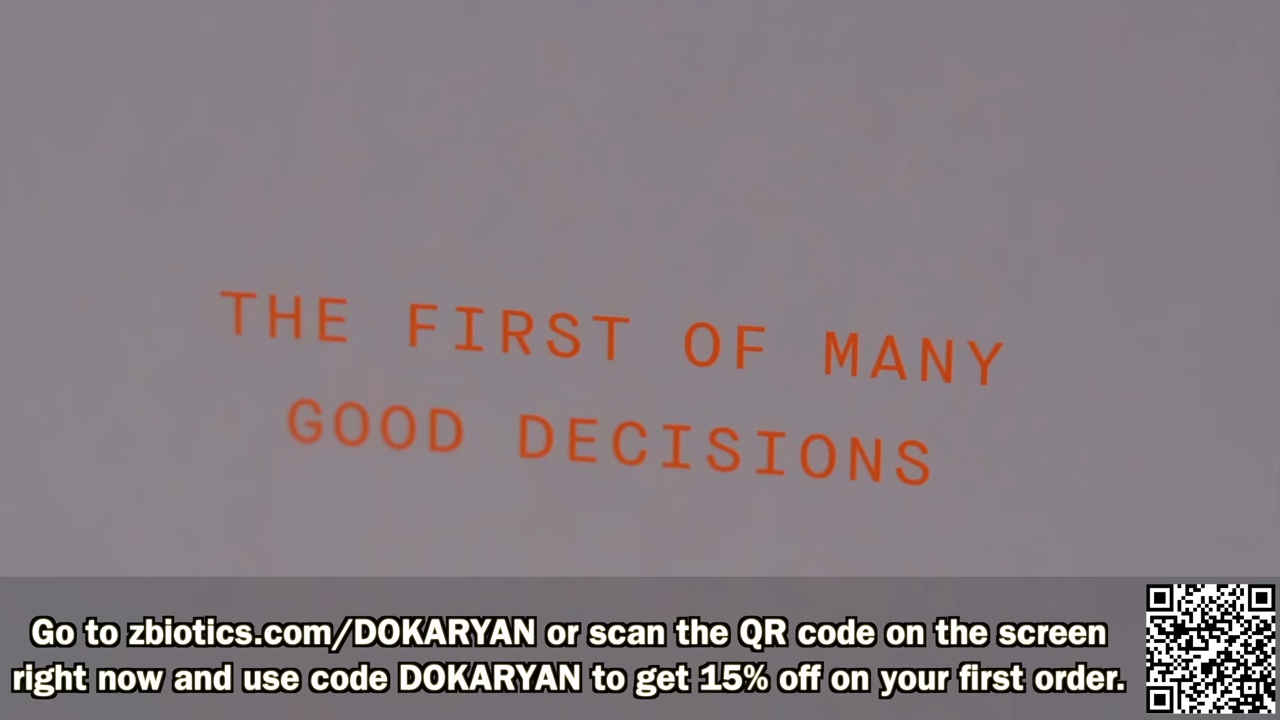 THE FIRST OF MANY
GOOD DECISIONS
Go to zbiotics.com/DOKARYAN or scan the QR code on the screen
right now and use code DOKARYAN to get 15% off on your first order.